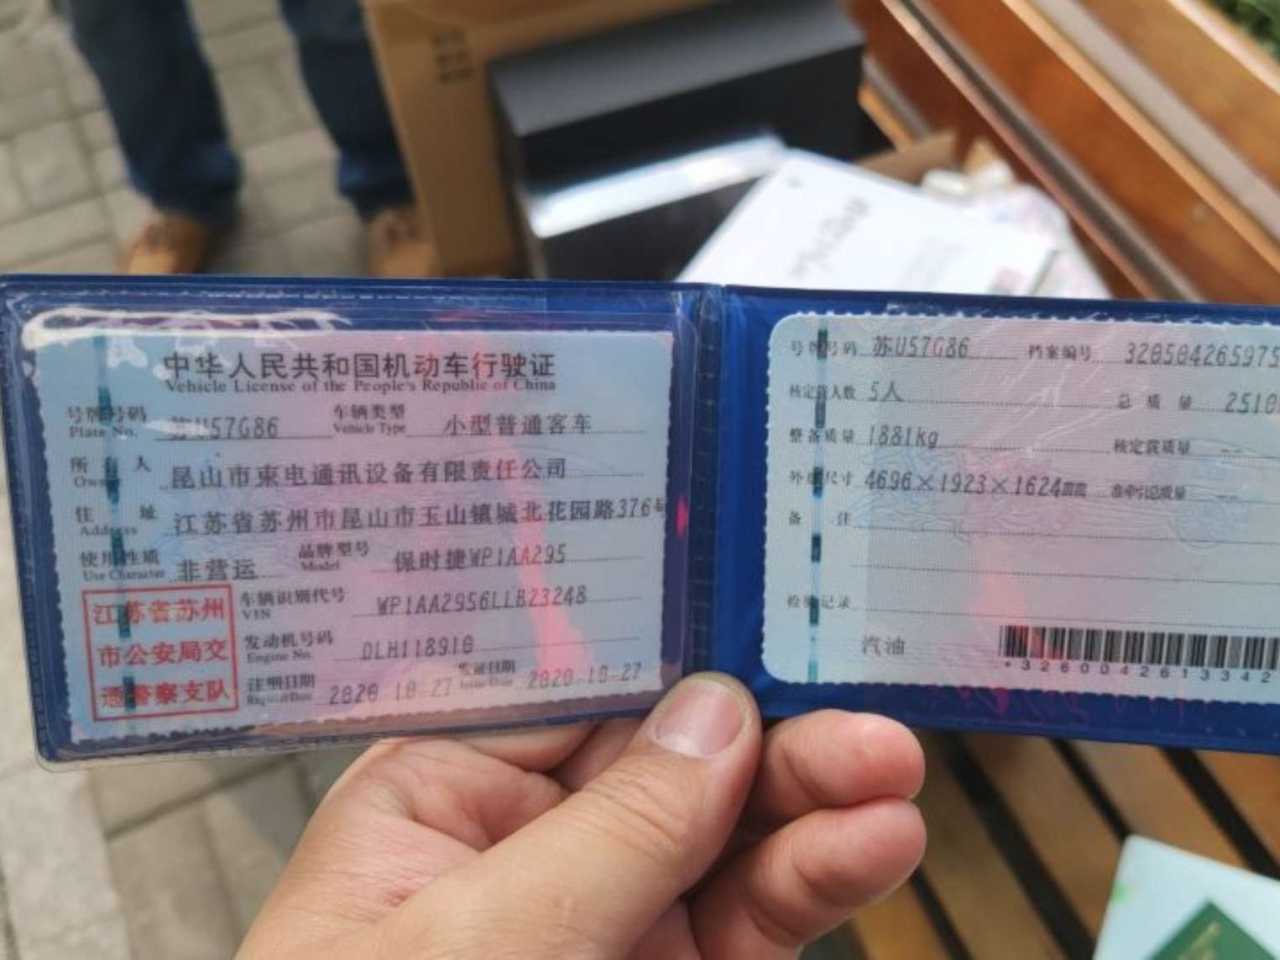 中华人民共和国机动车行驶证
Vehicle License of the People's Republic of China
号牌号码 苏U57G86 车辆类型 小型普通客车
Plate No. Vehicle Type
所有人 昆山市束电通讯设备有限责任公司
Owner
住址 江苏省苏州市昆山市玉山镇城北花园路376号
Address
使用性质 非营运 品牌型号 保时捷WP1AA295
Use Character Model
江苏省苏州
市公安局交
通警察支队
车辆识别代号 WP1AA2956LLB23248
VIN
发动机号码 DLH118910
Engine No.
注册日期 2020-10-27 发证日期 2020-10-27
Register Date Issue Date
号牌号码 苏U57G86 档案编号 320504265975
核定载人数 5人 总质量 2510
整备质量 1881kg 核定载质量 --
外廓尺寸 4696×1923×1624mm 准牵引总质量 --
备注
检验记录
汽油
*3260042613342